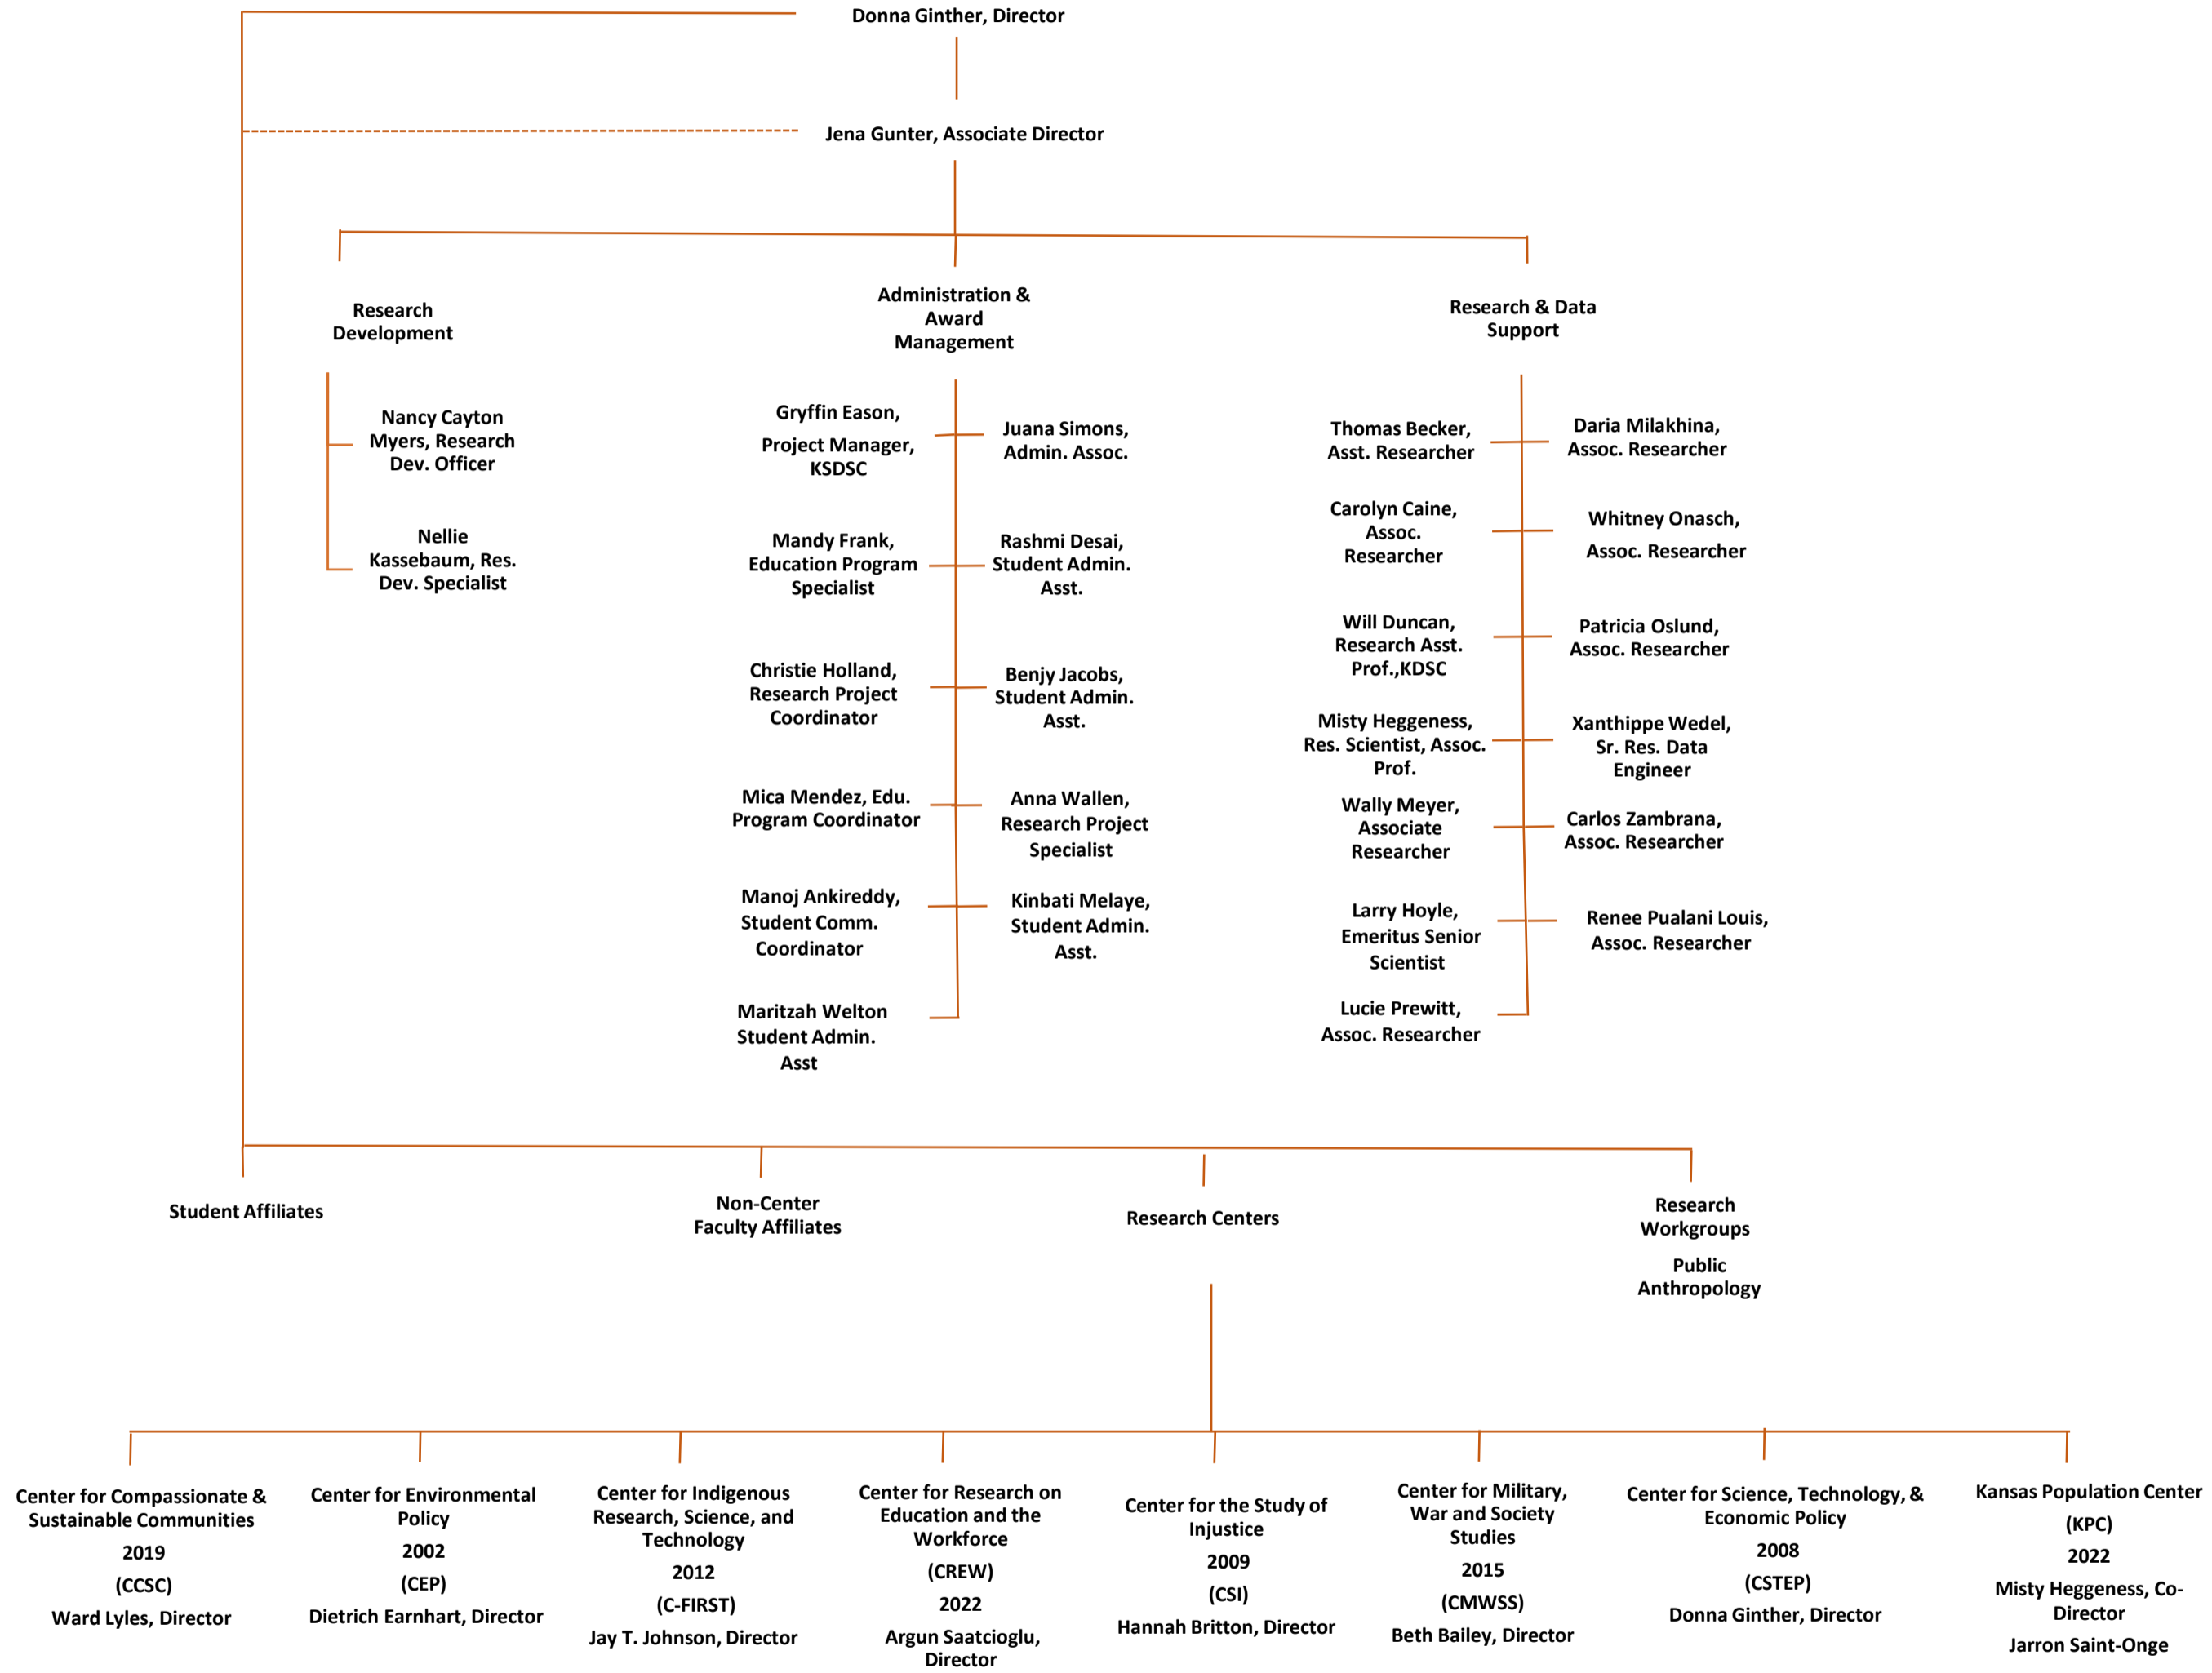 Donna Ginther, Director
Jena Gunter, Associate Director
Research
Development
Nancy Cayton
Myers, Research
Dev. Officer
Nellie
Kassebaum, Res.
Dev. Specialist
Administration &
Award
Management
Gryffin Eason,
Project Manager,
KSDSC
Juana Simons,
Admin. Assoc.
Mandy Frank,
Education Program
Specialist
Rashmi Desai,
Student Admin.
Asst.
Christie Holland,
Research Project
Coordinator
Benjy Jacobs,
Student Admin.
Asst.
Mica Mendez, Edu.
Program Coordinator
Anna Wallen,
Research Project
Specialist
Manoj Ankireddy,
Student Comm.
Coordinator
Kinbati Melaye,
Student Admin.
Asst.
Maritzah Welton
Student Admin.
Asst
Research & Data
Support
Thomas Becker,
Asst. Researcher
Daria Milakhina,
Assoc. Researcher
Carolyn Caine,
Assoc.
Researcher
Whitney Onasch,
Assoc. Researcher
Will Duncan,
Research Asst.
Prof.,KDSC
Patricia Oslund,
Assoc. Researcher
Misty Heggeness,
Res. Scientist, Assoc.
Prof.
Xanthippe Wedel,
Sr. Res. Data
Engineer
Wally Meyer,
Associate
Researcher
Carlos Zambrana,
Assoc. Researcher
Larry Hoyle,
Emeritus Senior
Scientist
Renee Pualani Louis,
Assoc. Researcher
Lucie Prewitt,
Assoc. Researcher
Student Affiliates
Non-Center
Faculty Affiliates
Research Centers
Research
Workgroups
Public
Anthropology
Center for Compassionate &
Sustainable Communities
2019
(CCSC)
Ward Lyles, Director
Center for Environmental
Policy
2002
(CEP)
Dietrich Earnhart, Director
Center for Indigenous
Research, Science, and
Technology
2012
(C-FIRST)
Jay T. Johnson, Director
Center for Research on
Education and the
Workforce
(CREW)
2022
Argun Saatcioglu,
Director
Center for the Study of
Injustice
2009
(CSI)
Hannah Britton, Director
Center for Military,
War and Society
Studies
2015
(CMWSS)
Beth Bailey, Director
Center for Science, Technology, &
Economic Policy
2008
(CSTEP)
Donna Ginther, Director
Kansas Population Center
(KPC)
2022
Misty Heggeness, Co-
Director
Jarron Saint-Onge